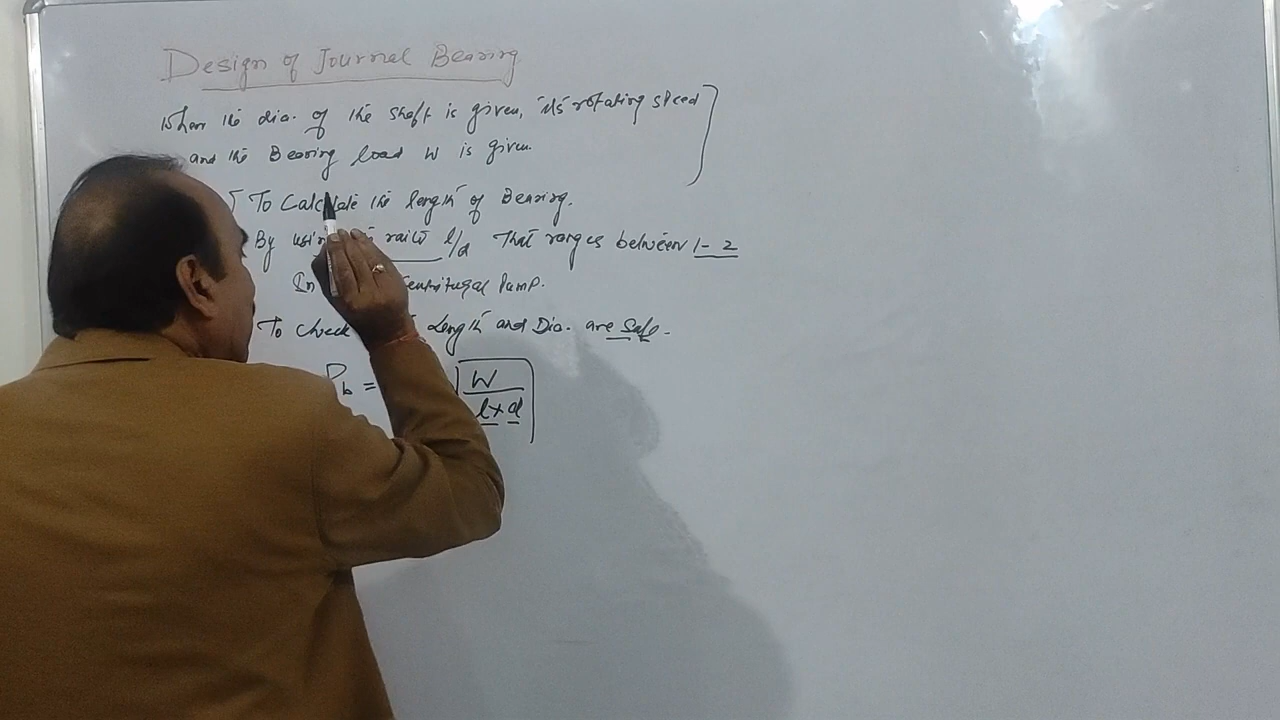 Design of Journal Bearing
When the dia. of the shaft is given, its rotating speed
and the Bearing load W is given.
To Calculate the length of Bearing.
By using ratio l/d That ranges between 1-2
In Centrifugal Pump.
To check Length and Dia. are safe.
Pb = W
l x d